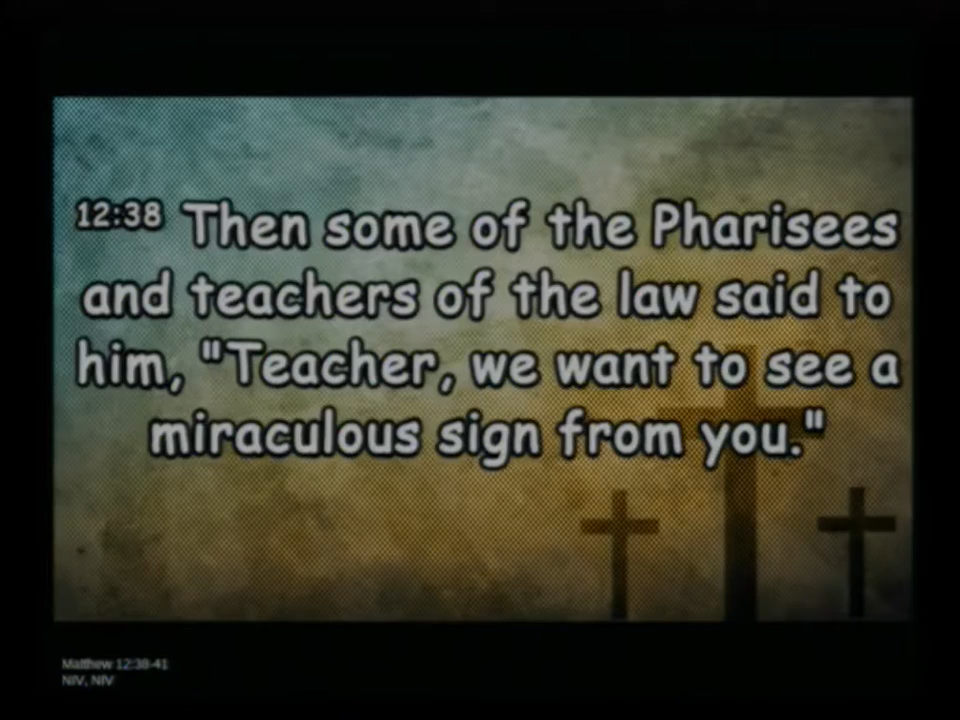 12:38 Then some of the Pharisees
and teachers of the law said to
him, "Teacher, we want to see a
miraculous sign from you."
Matthew 12:38-41
NIV, NIV